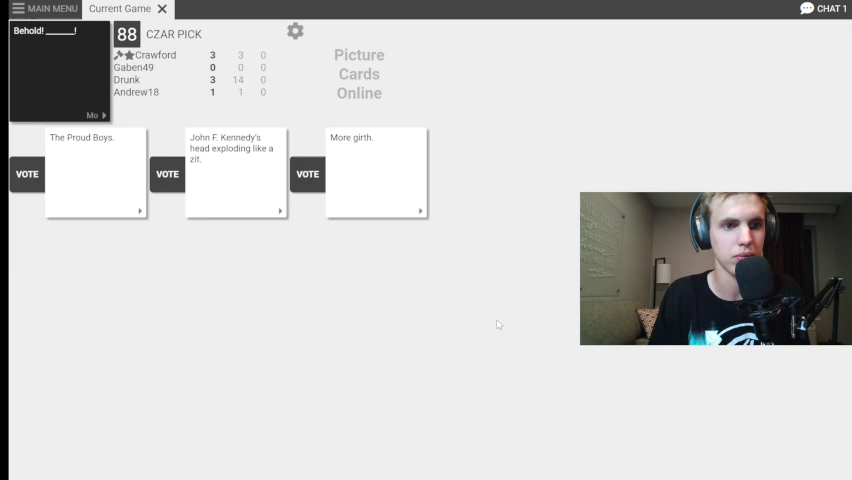 MAIN MENU
Current Game
CHAT 1
Behold! ______!
Mo
88 CZAR PICK
Crawford 3 3 0
Gaben49 0 0 0
Drunk 3 14 0
Andrew18 1 1 0
Picture
Cards
Online
VOTE
The Proud Boys.
VOTE
John F. Kennedy's
head exploding like a
zit.
VOTE
More girth.